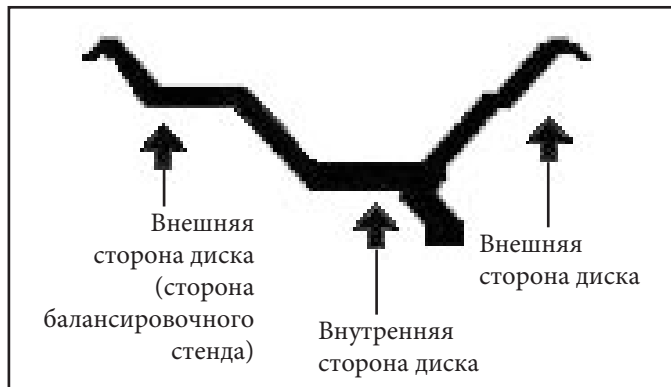 Внешняя
сторона диска
(сторона
балансировочного
стенда)
Внутренняя
сторона диска
Внешняя
сторона диска